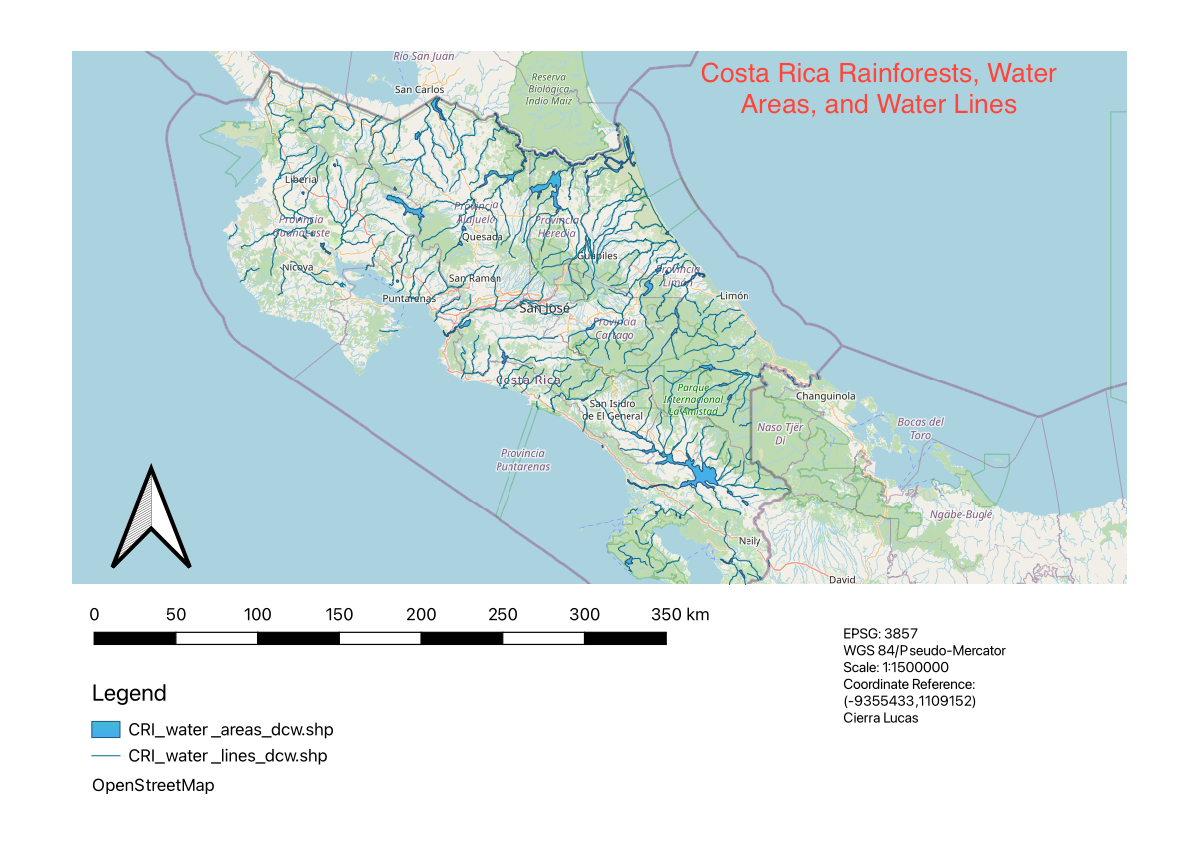 Costa Rica Rainforests, Water
Areas, and Water Lines
Río San Juan
San Carlos
Reserva
Biológica
Indio Maíz
Liberia
Provincia
Guanacaste
Provincia
Alajuela
Provincia
Heredia
Quesada
Guápiles
Nicoya
San Ramón
Provincia
Limón
Puntarenas
Limón
San José
Provincia
Cartago
Costa Rica
Parque
Internacional
La Amistad
San Isidro
de El General
Changuinola
Naso Tjër
Di
Bocas del
Toro
Provincia
Puntarenas
Ngäbe-Buglé
Neily
David
0 50 100 150 200 250 300 350 km
EPSG: 3857
WGS 84/Pseudo-Mercator
Scale: 1:1500000
Coordinate Reference:
(-9355433,1109152)
Cierra Lucas
Legend
CRI_water _areas_dcw.shp
CRI_water _lines_dcw.shp
OpenStreetMap